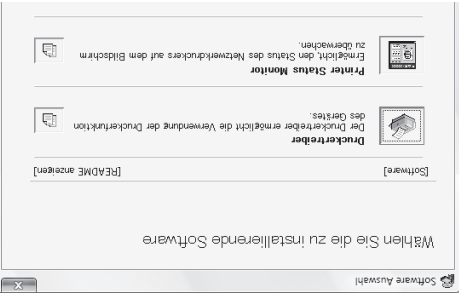 Software Auswahl
Wählen Sie die zu installierende Software
[Software] [README anzeigen]
Druckertreiber
Der Druckertreiber ermöglicht die Verwendung der Druckerfunktion
des Gerätes.
Printer Status Monitor
Ermöglicht, den Status des Netzwerkdruckers auf dem Bildschirm
zu überwachen.